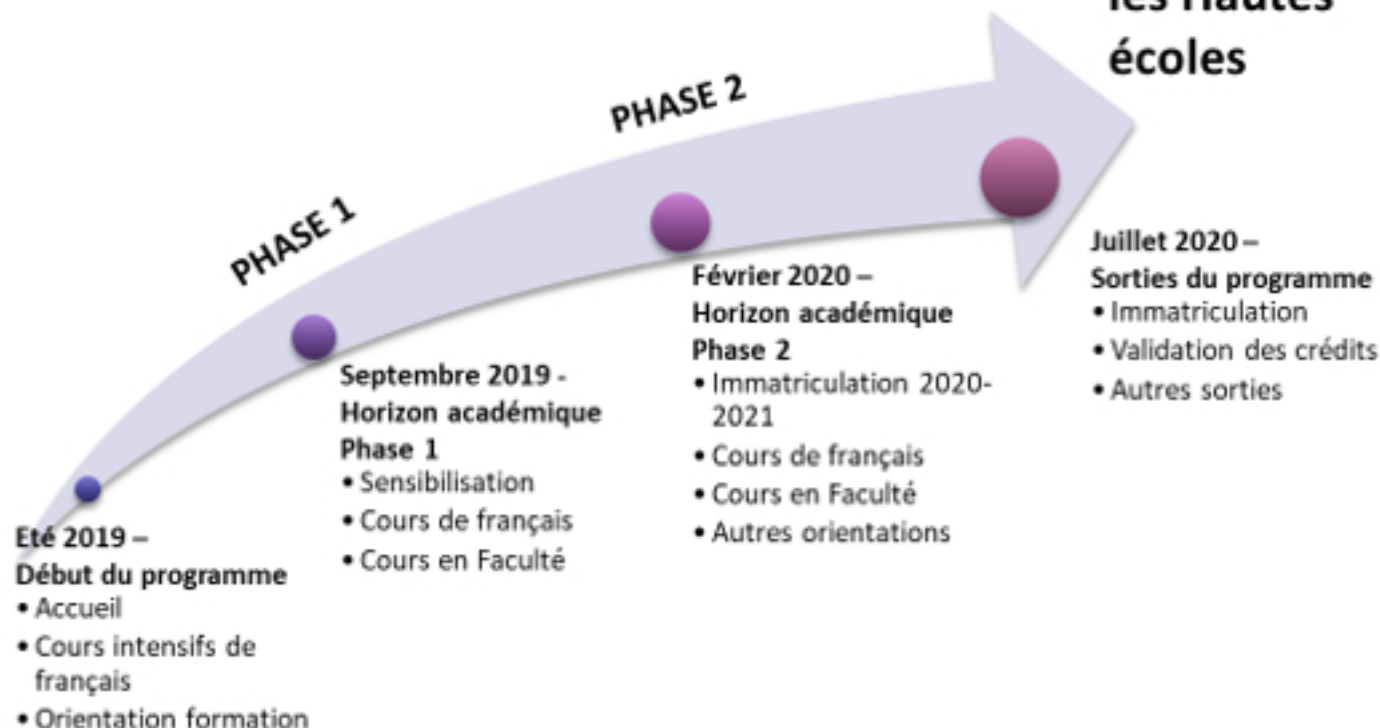 les Hautes
écoles
PHASE 2
PHASE 1
Eté 2019 –
Début du programme
• Accueil
• Cours intensifs de
français
• Orientation formation
Septembre 2019 -
Horizon académique
Phase 1
• Sensibilisation
• Cours de français
• Cours en Faculté
Février 2020 –
Horizon académique
Phase 2
• Immatriculation 2020-
2021
• Cours de français
• Cours en Faculté
• Autres orientations
Juillet 2020 –
Sorties du programme
• Immatriculation
• Validation des crédits
• Autres sorties